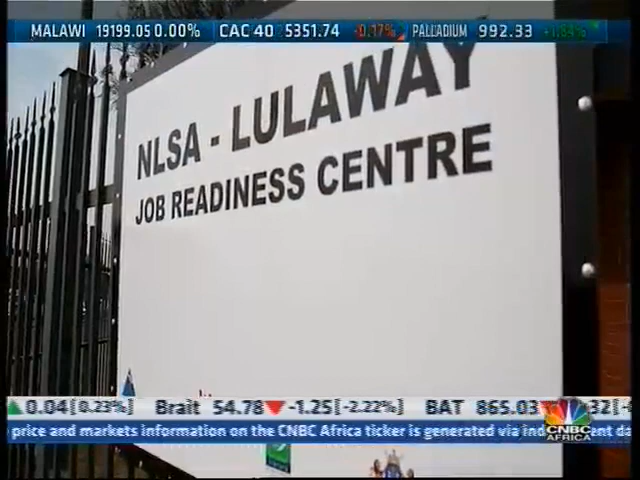 MALAWI 19199.05 0.00% CAC 40 5351.74 -0.17% PALLADIUM 992.33 +1.84%
NLSA - LULAWAY
JOB READINESS CENTRE
0.04[0.23%] Brait 54.78 -1.25[-2.22%] BAT 865.03
price and markets information on the CNBC Africa ticker is generated via
CNBC
AFRICA